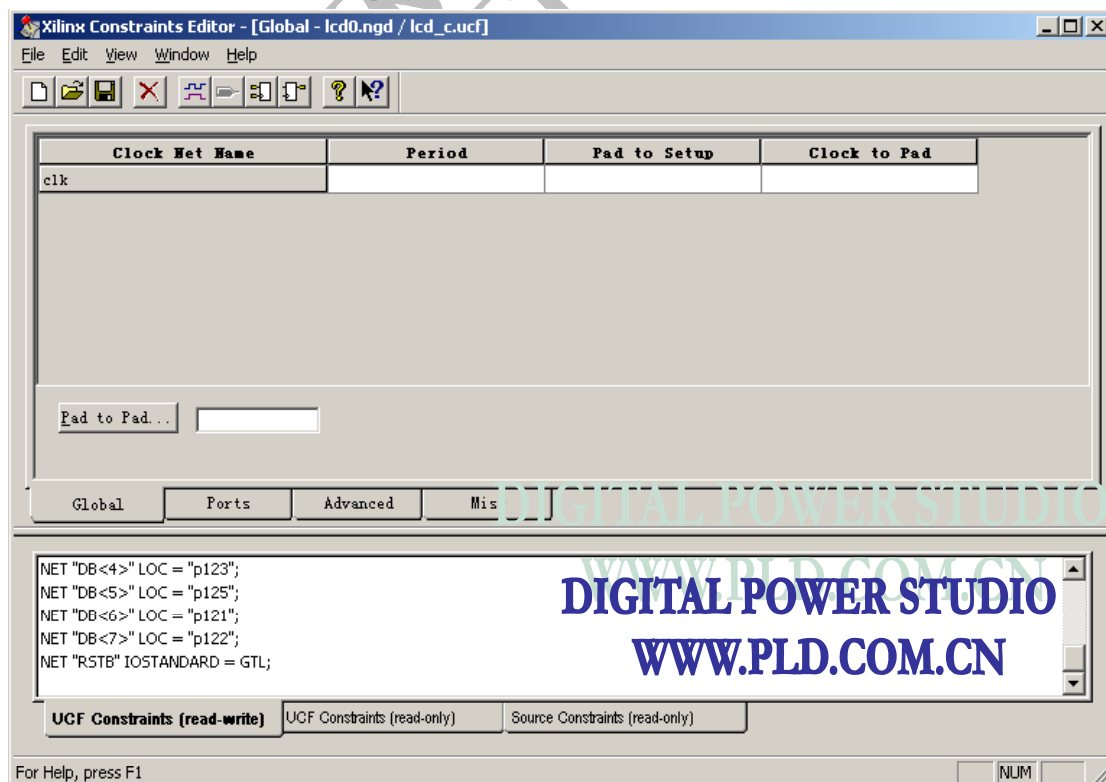 Xilinx Constraints Editor - [Global - lcd0.ngd / lcd_c.ucf]
File Edit View Window Help
Clock Net Name Period Pad to Setup Clock to Pad
clk
Pad to Pad...
Global Ports Advanced Mis
DIGITAL POWER STUDIO
WWW.PLD.COM.CN
NET "DB<4>" LOC = "p123";
NET "DB<5>" LOC = "p125";
NET "DB<6>" LOC = "p121";
NET "DB<7>" LOC = "p122";
NET "RSTB" IOSTANDARD = GTL;
DIGITAL POWER STUDIO
WWW.PLD.COM.CN
UCF Constraints (read-write) UCF Constraints (read-only) Source Constraints (read-only)
For Help, press F1 NUM